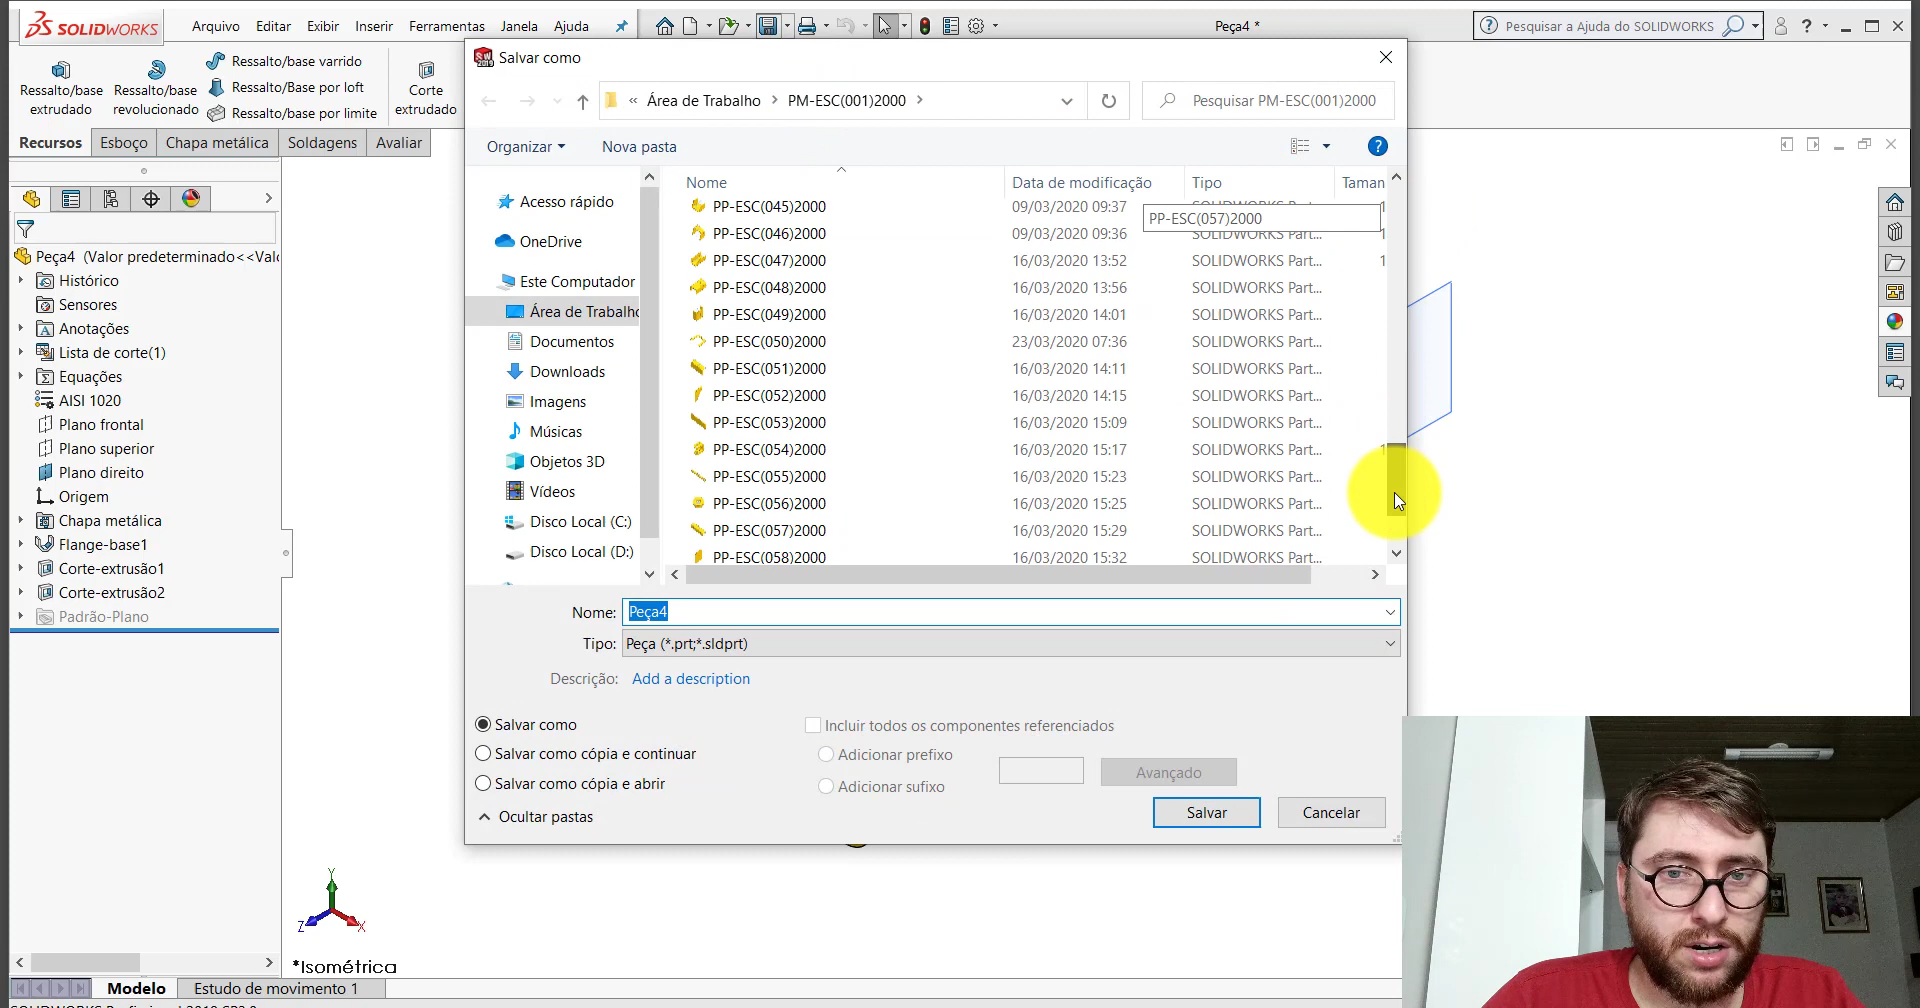 SOLIDWORKS
Arquivo Editar Exibir Inserir Ferramentas Janela Ajuda
Peça4 *
Pesquisar a Ajuda do SOLIDWORKS
Ressalto/base extrudado
Ressalto/base revolucionado
Ressalto/base varrido
Ressalto/Base por loft
Ressalto/base por limite
Corte extrudado
Recursos Esboço Chapa metálica Soldagens Avaliar
Peça4 (Valor predeterminado<<Valo
Histórico
Sensores
Anotações
Lista de corte(1)
Equações
AISI 1020
Plano frontal
Plano superior
Plano direito
Origem
Chapa metálica
Flange-base1
Corte-extrusão1
Corte-extrusão2
Padrão-Plano
Salvar como
« Área de Trabalho > PM-ESC(001)2000 >
Pesquisar PM-ESC(001)2000
Organizar Nova pasta
Acesso rápido
OneDrive
Este Computador
Área de Trabalho
Documentos
Downloads
Imagens
Músicas
Objetos 3D
Vídeos
Disco Local (C:)
Disco Local (D:)
Nome Data de modificação Tipo Taman
PP-ESC(045)2000 09/03/2020 09:37 1
PP-ESC(057)2000
PP-ESC(046)2000 09/03/2020 09:36 SOLIDWORKS Part... 1
PP-ESC(047)2000 16/03/2020 13:52 SOLIDWORKS Part... 1
PP-ESC(048)2000 16/03/2020 13:56 SOLIDWORKS Part...
PP-ESC(049)2000 16/03/2020 14:01 SOLIDWORKS Part...
PP-ESC(050)2000 23/03/2020 07:36 SOLIDWORKS Part...
PP-ESC(051)2000 16/03/2020 14:11 SOLIDWORKS Part...
PP-ESC(052)2000 16/03/2020 14:15 SOLIDWORKS Part...
PP-ESC(053)2000 16/03/2020 15:09 SOLIDWORKS Part...
PP-ESC(054)2000 16/03/2020 15:17 SOLIDWORKS Part... 1
PP-ESC(055)2000 16/03/2020 15:23 SOLIDWORKS Part...
PP-ESC(056)2000 16/03/2020 15:25 SOLIDWORKS Part...
PP-ESC(057)2000 16/03/2020 15:29 SOLIDWORKS Part...
PP-ESC(058)2000 16/03/2020 15:32 SOLIDWORKS Part...
Nome: Peça4
Tipo: Peça (*.prt;*.sldprt)
Descrição: Add a description
Salvar como
Salvar como cópia e continuar
Salvar como cópia e abrir
Incluir todos os componentes referenciados
Adicionar prefixo
Adicionar sufixo
Avançado
Ocultar pastas
Salvar Cancelar
Y
Z X
*Isométrica
Modelo Estudo de movimento 1